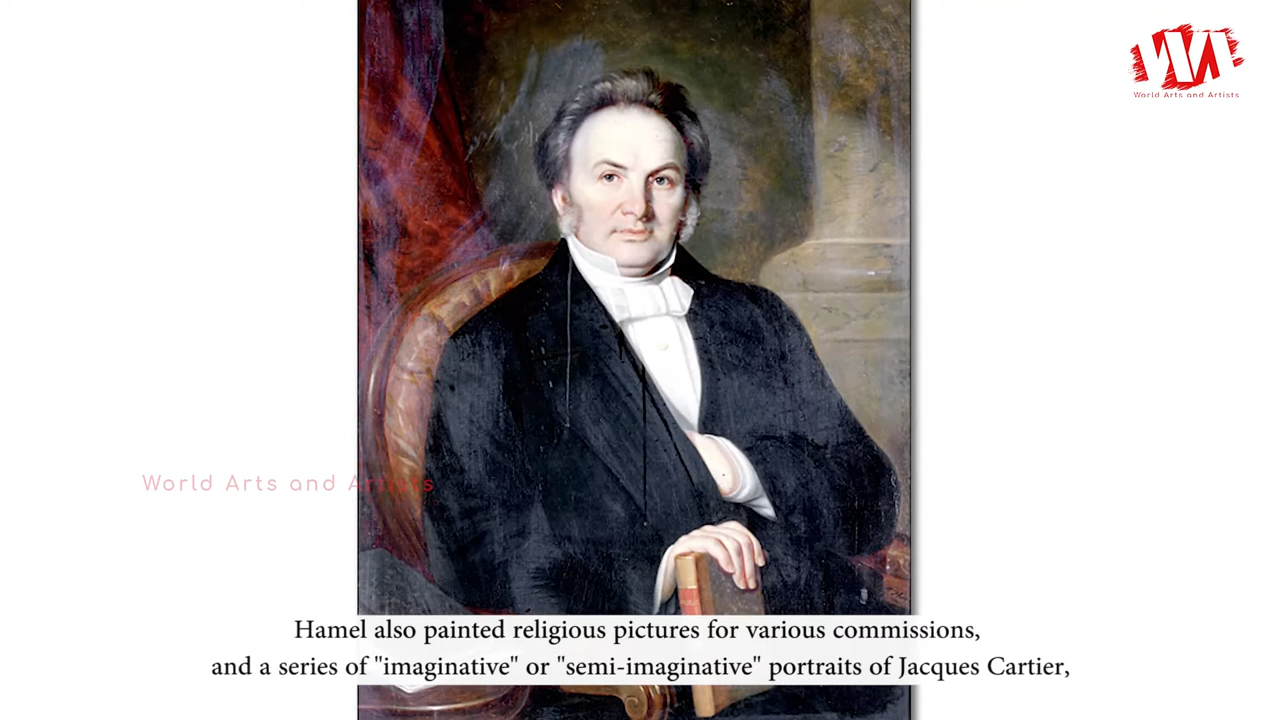 World Arts and Artists
World Arts and Artists
Hamel also painted religious pictures for various commissions,
and a series of "imaginative" or "semi-imaginative" portraits of Jacques Cartier,